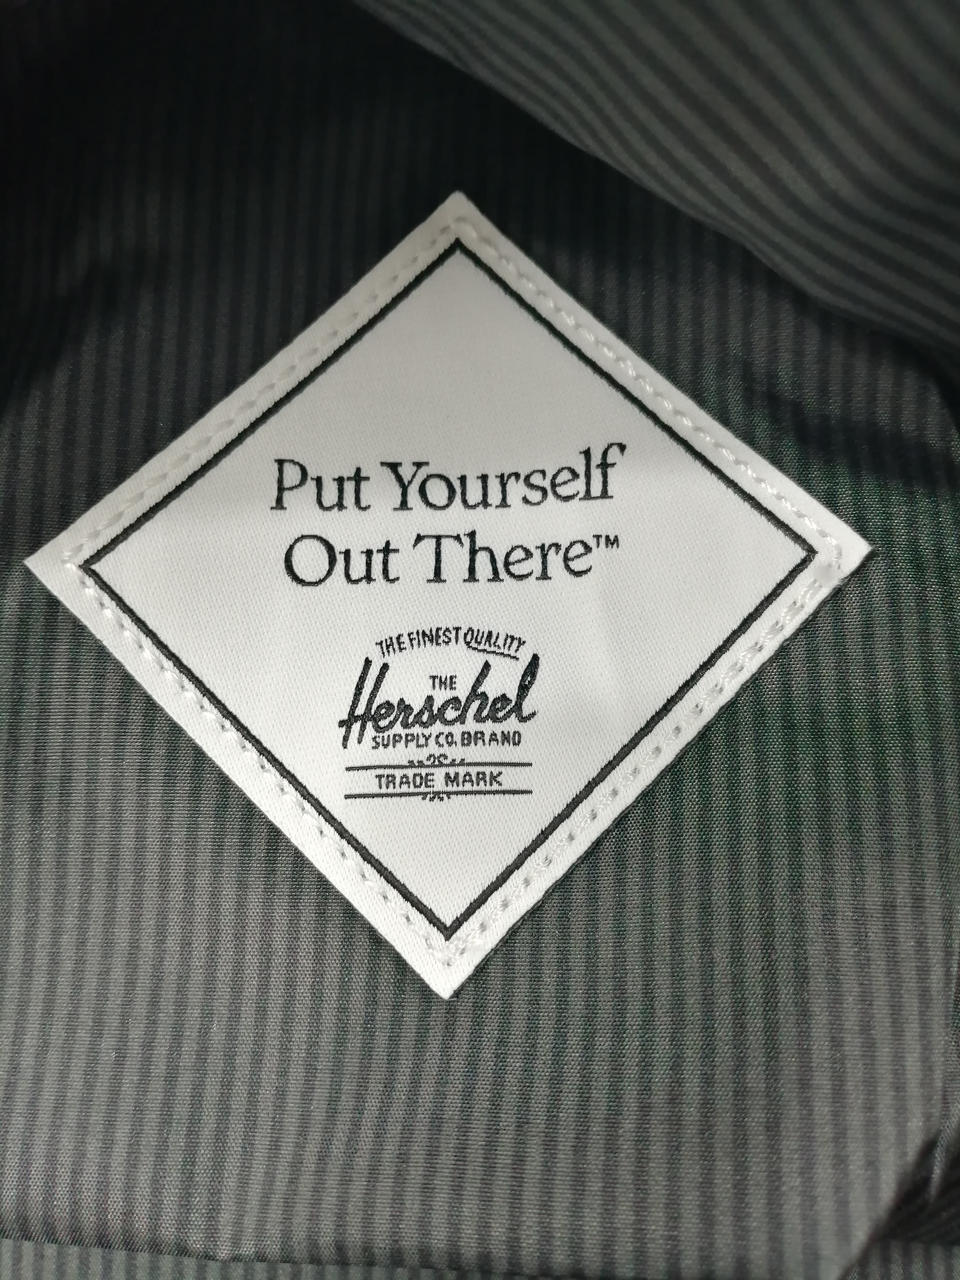 Put Yourself
Out There™
THE FINEST QUALITY
THE
Herschel
SUPPLY CO. BRAND
TRADE MARK